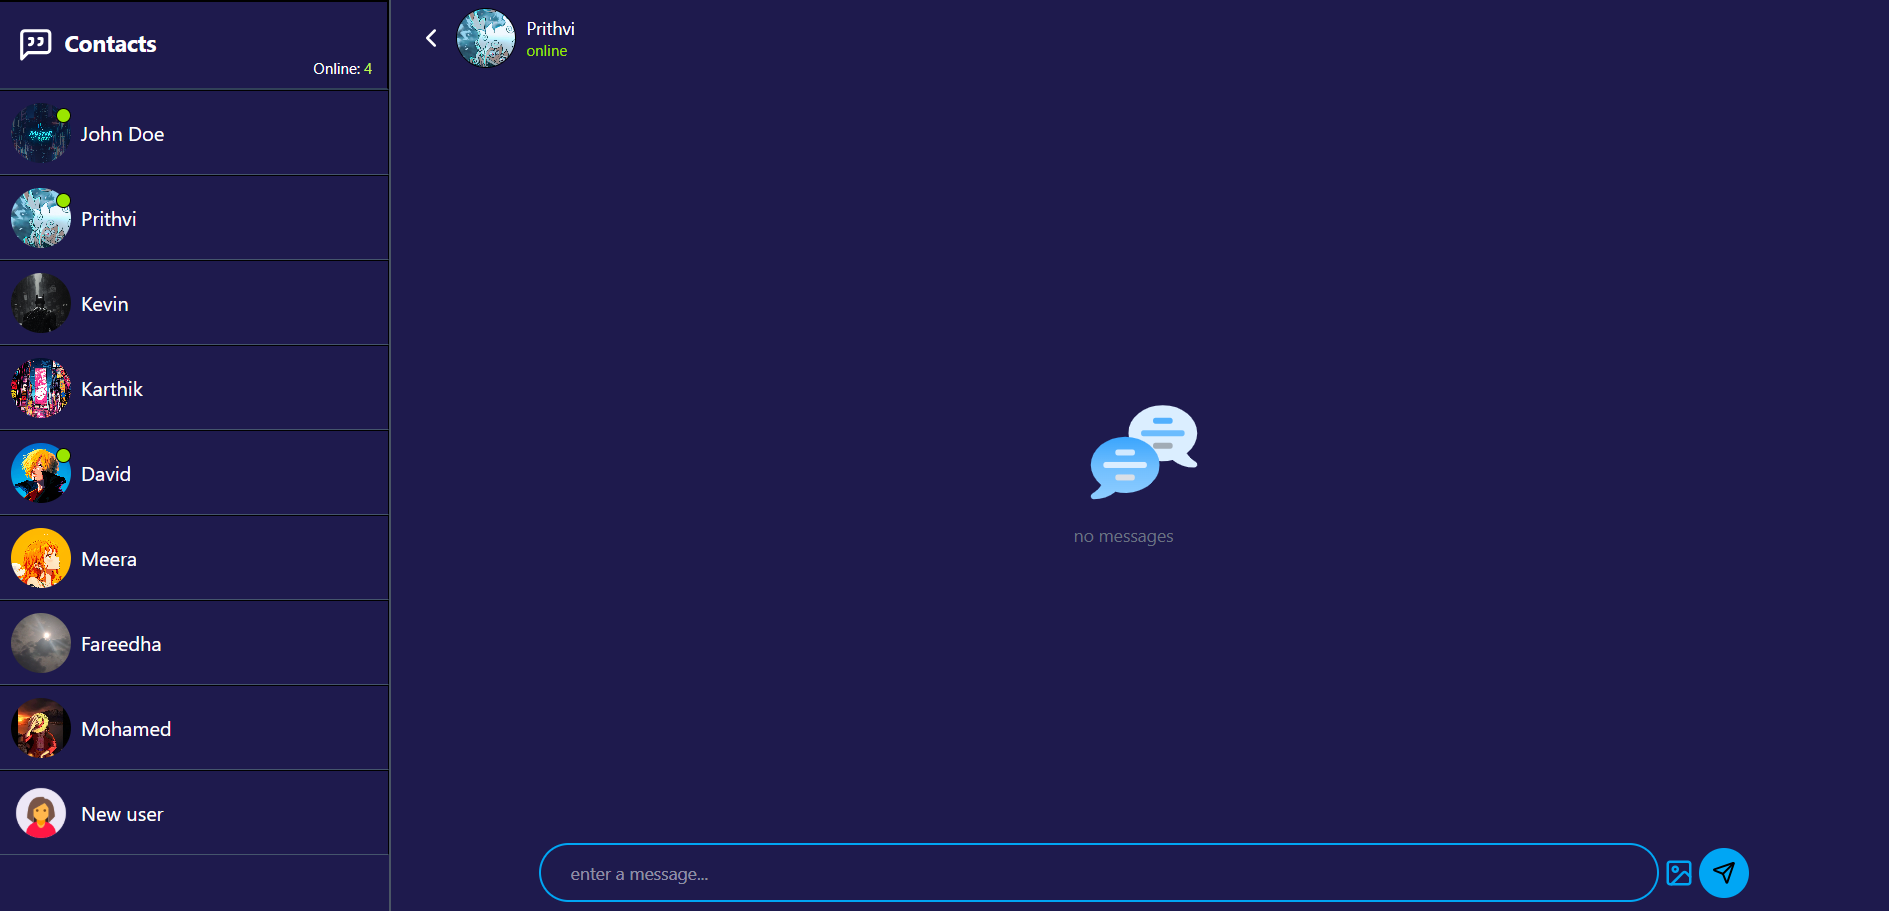 Contacts
Online: 4
John Doe
Prithvi
Kevin
Karthik
David
Meera
Fareedha
Mohamed
New user
Prithvi
online
no messages
enter a message...